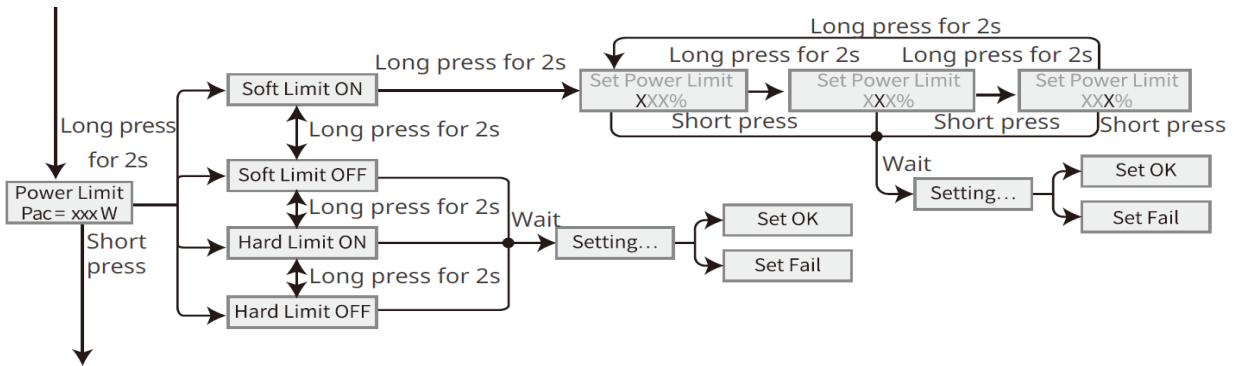 Long press for 2s
Long press for 2s
Long press for 2s
Long press for 2s
Set Power Limit
XXX%
Set Power Limit
XXX%
Set Power Limit
XXX%
Soft Limit ON
Short press
Short press
Short press
Long press
for 2s
Long press for 2s
Wait
Set OK
Soft Limit OFF
Setting...
Power Limit
Pac= xxx W
Long press for 2s
Wait
Set OK
Set Fail
Short
press
Hard Limit ON
Setting...
Set Fail
Long press for 2s
Hard Limit OFF